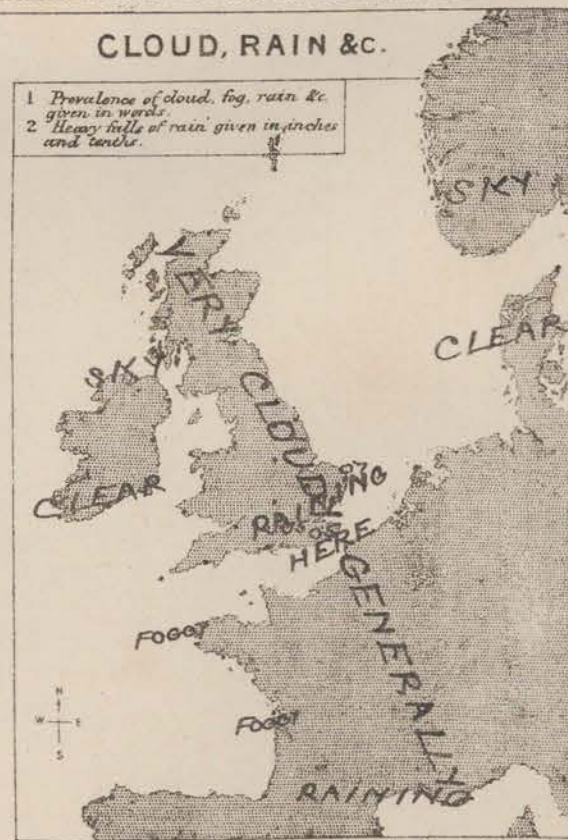 CLOUD, RAIN &c.
1 Prevalence of cloud, fog, rain &c.
given in words.
2 Heavy falls of rain given in inches
and tenths.
SKY
CLEAR
VERY
CLOUDY
GENERALLY
SKY
CLEAR
RAINING
HERE
FOGGY
FOGGY
RAINING
N
W E
S